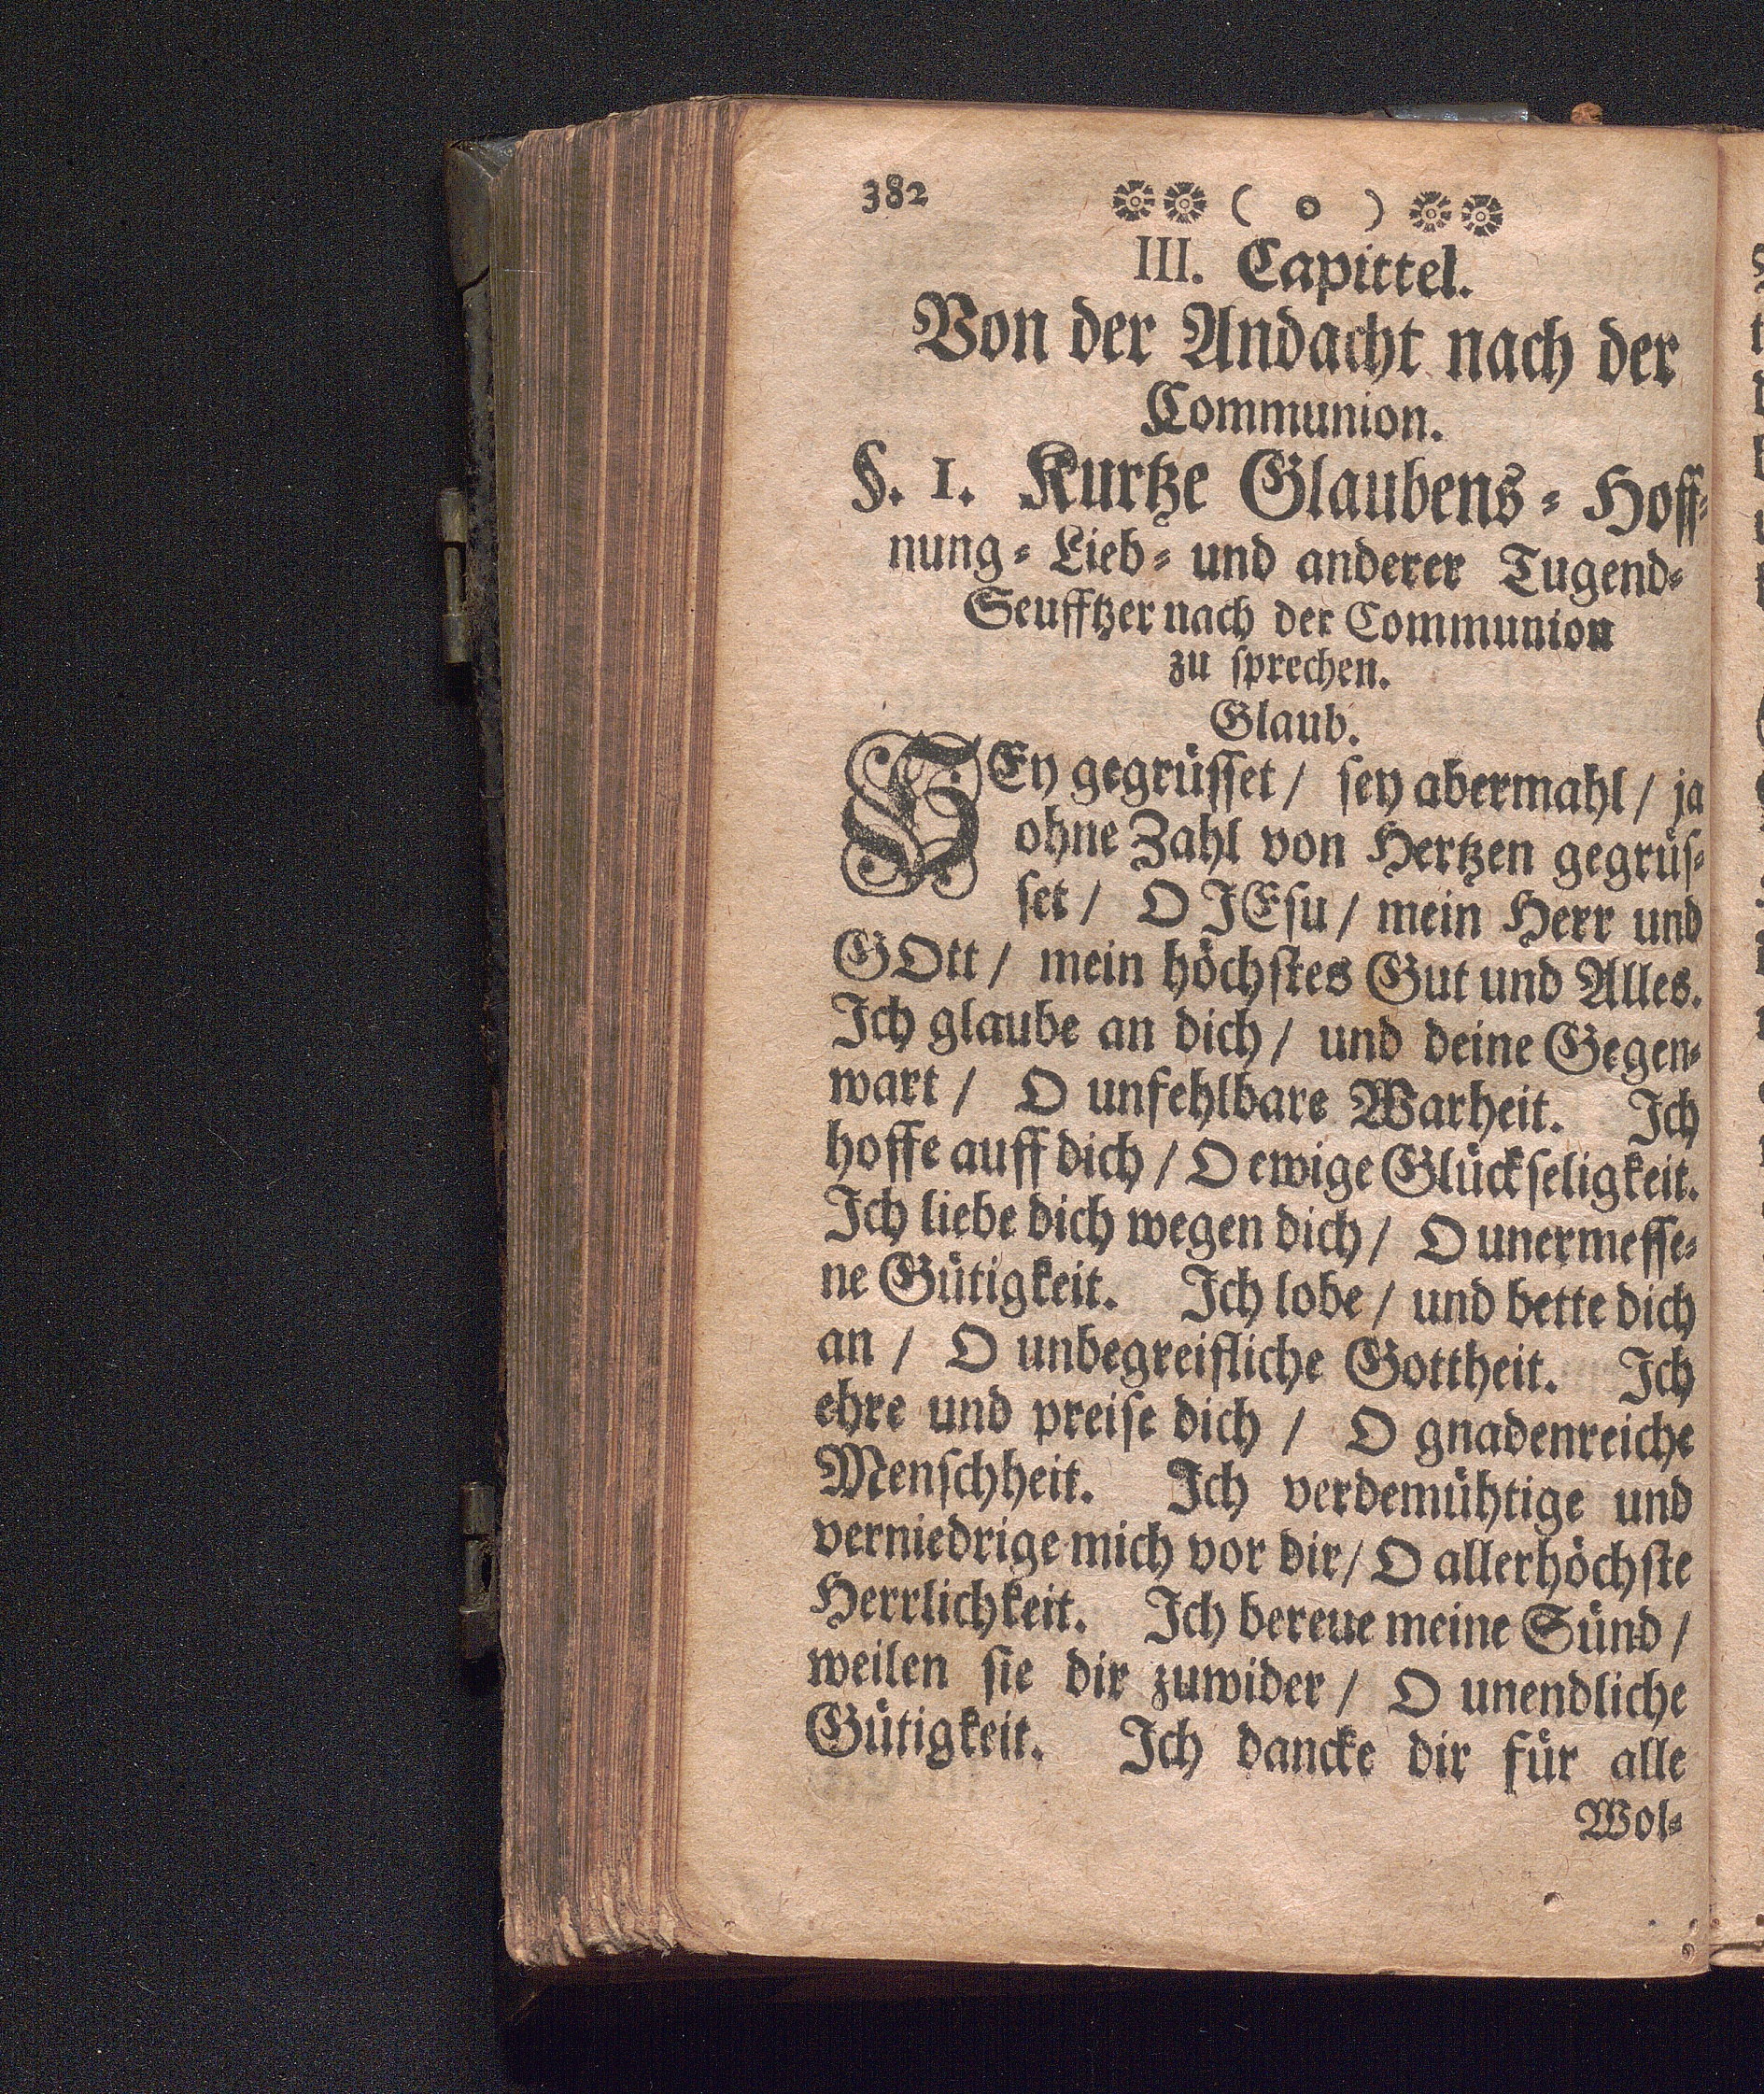 382 ( o )
III. Capittel.
Von der Andacht nach der
Communion.
§. 1. Kurtze Glaubens- Hoff-
nung- Lieb- und anderer Tugend-
Seufftzer nach der Communion
zu sprechen.
Glaub.
SEy gegrüsset / sey abermahl / ja
ohne Zahl von Hertzen gegrüs-
set / O JEsu / mein Herr und
GOtt / mein höchstes Gut und Alles.
Ich glaube an dich / und deine Gegen-
wart / O unfehlbare Warheit. Ich
hoffe auff dich / O ewige Glückseligkeit.
Ich liebe dich wegen dich / O unermesse-
ne Gütigkeit. Ich lobe / und bette dich
an / O unbegreifliche Gottheit. Ich
ehre und preise dich / O gnadenreiche
Menschheit. Ich verdemühtige und
verniedrige mich vor dir / O allerhöchste
Herrlichkeit. Ich bereue meine Sünd /
weilen sie dir zuwider / O unendliche
Gütigkeit. Ich dancke dir für alle
Wol-